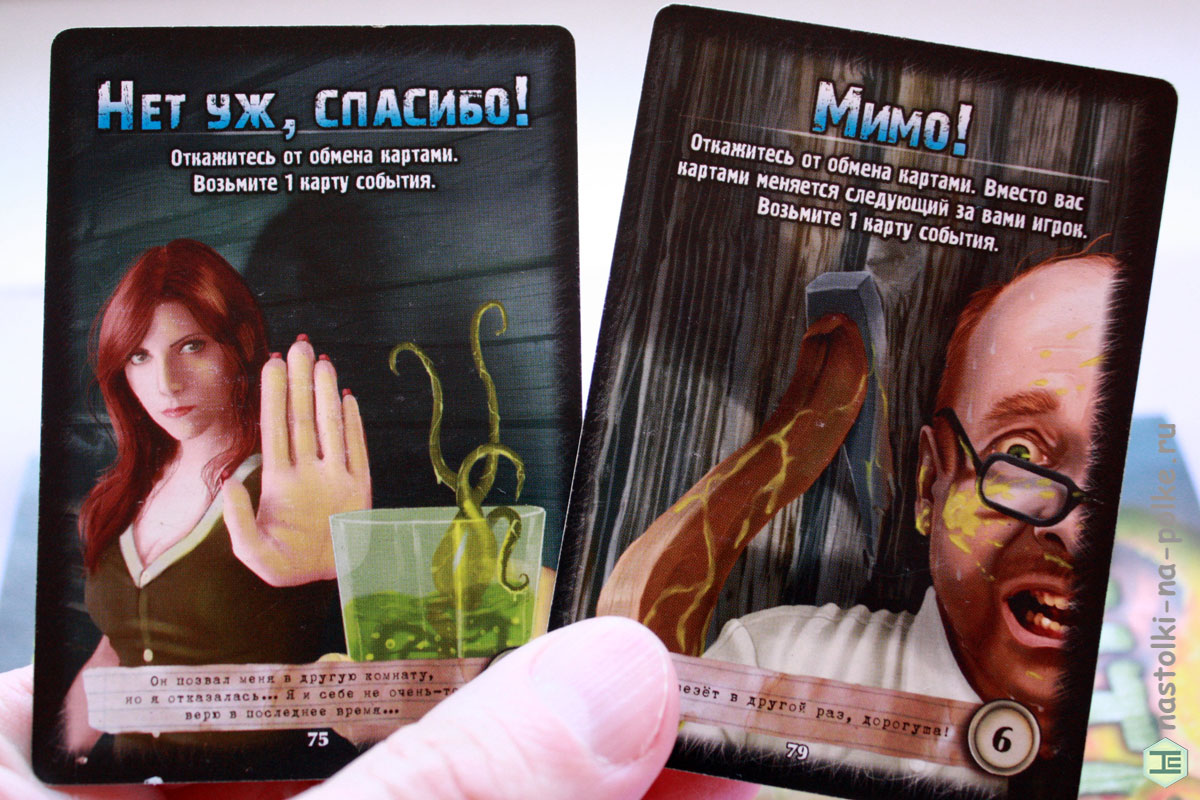 Нет уж, спасибо!
Откажитесь от обмена картами.
Возьмите 1 карту события.
Он позвал меня в другую комнату,
но я отказалась... Я и себе не очень-то
верю в последнее время...
75
Мимо!
Откажитесь от обмена картами. Вместо вас
картами меняется следующий за вами игрок.
Возьмите 1 карту события.
в другой раз, дорогуша!
6
79
nastolki-na-polke.ru